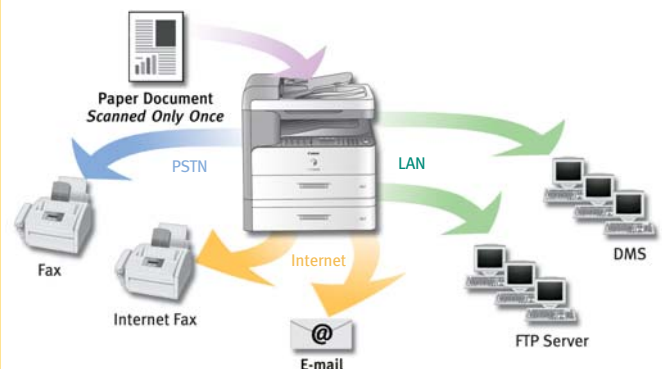 Paper Document
Scanned Only Once
PSTN
LAN
Fax
Internet Fax
Internet
@
E-mail
FTP Server
DMS